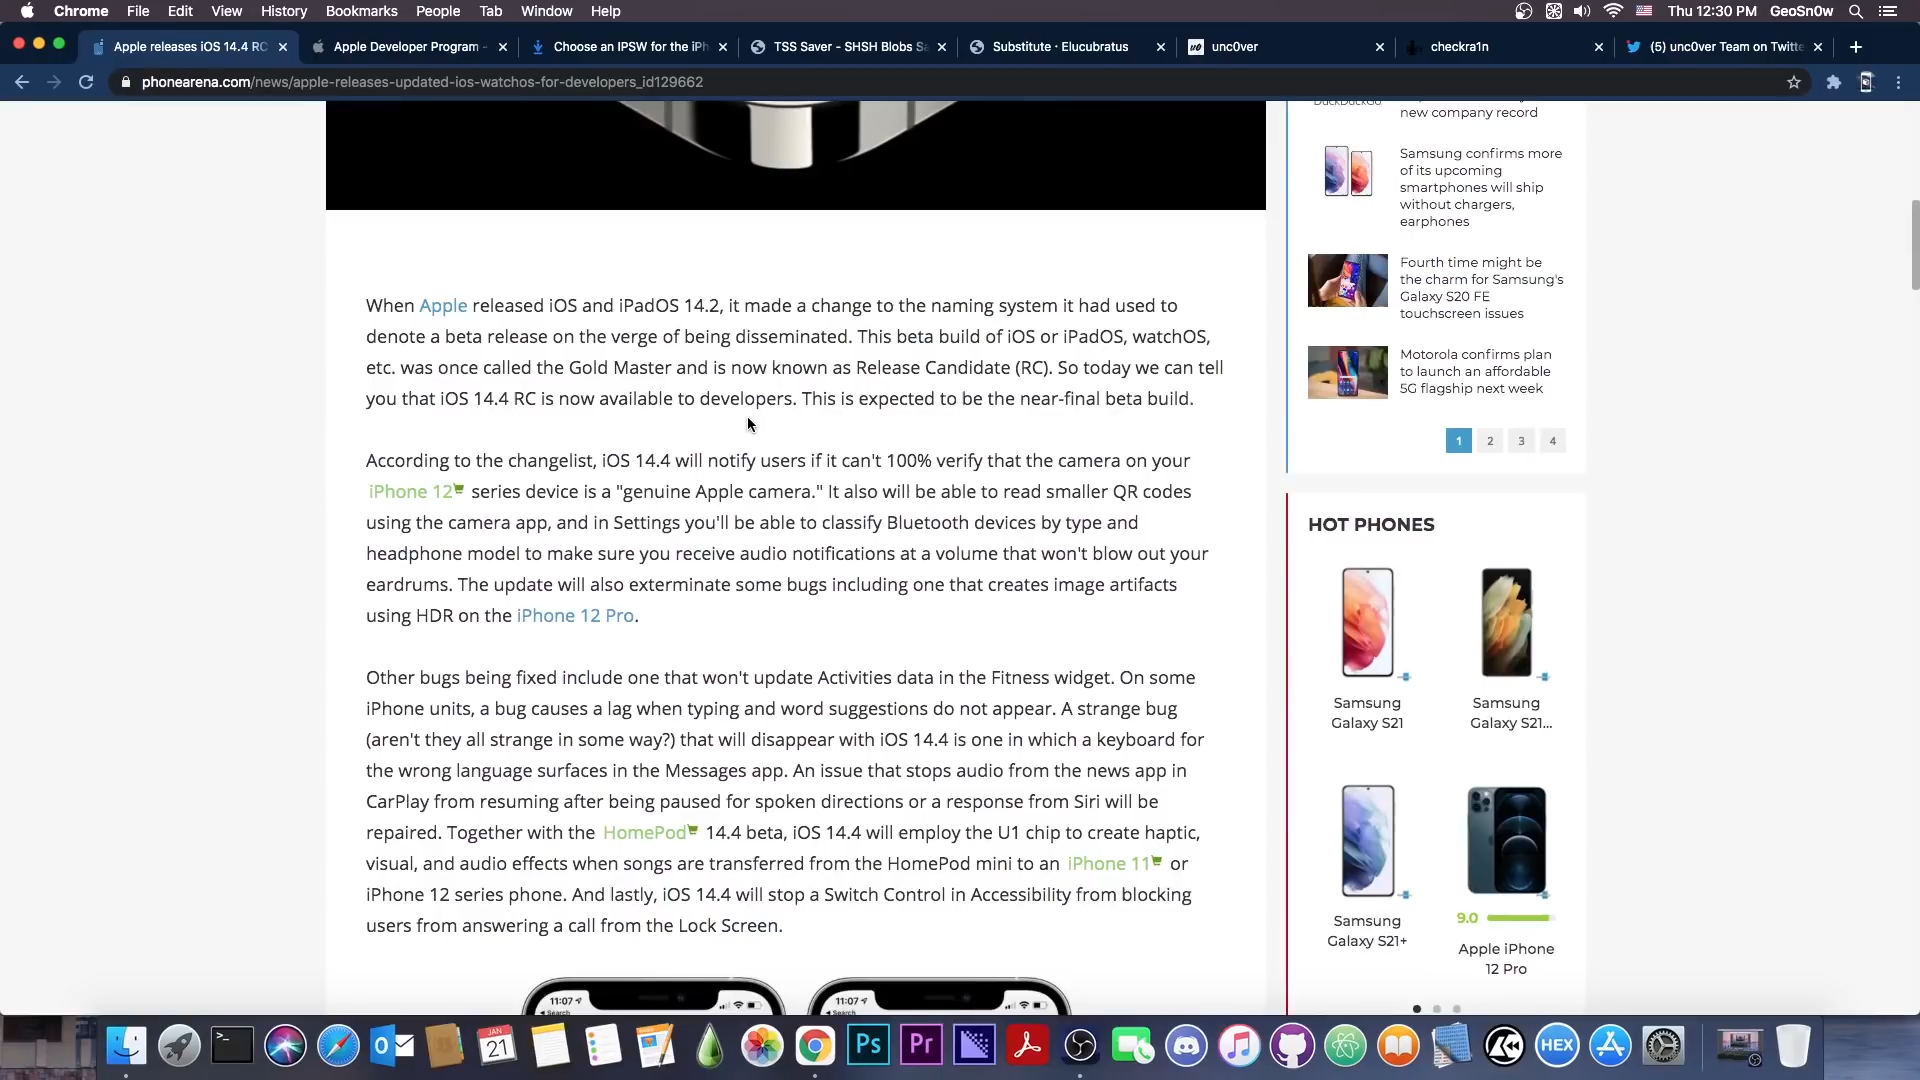 Chrome File Edit View History Bookmarks People Tab Window Help
Thu 12:30 PM GeoSn0w
Apple releases iOS 14.4 RC
Apple Developer Program -
Choose an IPSW for the iPh
TSS Saver - SHSH Blobs Sa
Substitute · Elucubratus
unc0ver
checkra1n
(5) unc0ver Team on Twitte
phonearena.com/news/apple-releases-updated-ios-watchos-for-developers_id129662
When Apple released iOS and iPadOS 14.2, it made a change to the naming system it had used to
denote a beta release on the verge of being disseminated. This beta build of iOS or iPadOS, watchOS,
etc. was once called the Gold Master and is now known as Release Candidate (RC). So today we can tell
you that iOS 14.4 RC is now available to developers. This is expected to be the near-final beta build.
According to the changelist, iOS 14.4 will notify users if it can't 100% verify that the camera on your
iPhone 12 series device is a "genuine Apple camera." It also will be able to read smaller QR codes
using the camera app, and in Settings you'll be able to classify Bluetooth devices by type and
headphone model to make sure you receive audio notifications at a volume that won't blow out your
eardrums. The update will also exterminate some bugs including one that creates image artifacts
using HDR on the iPhone 12 Pro.
Other bugs being fixed include one that won't update Activities data in the Fitness widget. On some
iPhone units, a bug causes a lag when typing and word suggestions do not appear. A strange bug
(aren't they all strange in some way?) that will disappear with iOS 14.4 is one in which a keyboard for
the wrong language surfaces in the Messages app. An issue that stops audio from the news app in
CarPlay from resuming after being paused for spoken directions or a response from Siri will be
repaired. Together with the HomePod 14.4 beta, iOS 14.4 will employ the U1 chip to create haptic,
visual, and audio effects when songs are transferred from the HomePod mini to an iPhone 11 or
iPhone 12 series phone. And lastly, iOS 14.4 will stop a Switch Control in Accessibility from blocking
users from answering a call from the Lock Screen.
11:07
Search
11:07
Search
DuckDuckGo
new company record
Samsung confirms more
of its upcoming
smartphones will ship
without chargers,
earphones
Fourth time might be
the charm for Samsung's
Galaxy S20 FE
touchscreen issues
Motorola confirms plan
to launch an affordable
5G flagship next week
1 2 3 4
HOT PHONES
Samsung
Galaxy S21
Samsung
Galaxy S21...
Samsung
Galaxy S21+
9.0
Apple iPhone
12 Pro
JAN
21
Ps
Pr
HEX